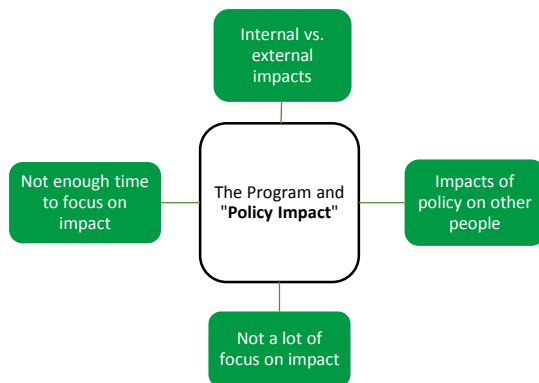 Internal vs.
external
impacts
Not enough time
to focus on
impact
The Program and
"Policy Impact"
Impacts of
policy on other
people
Not a lot of
focus on impact